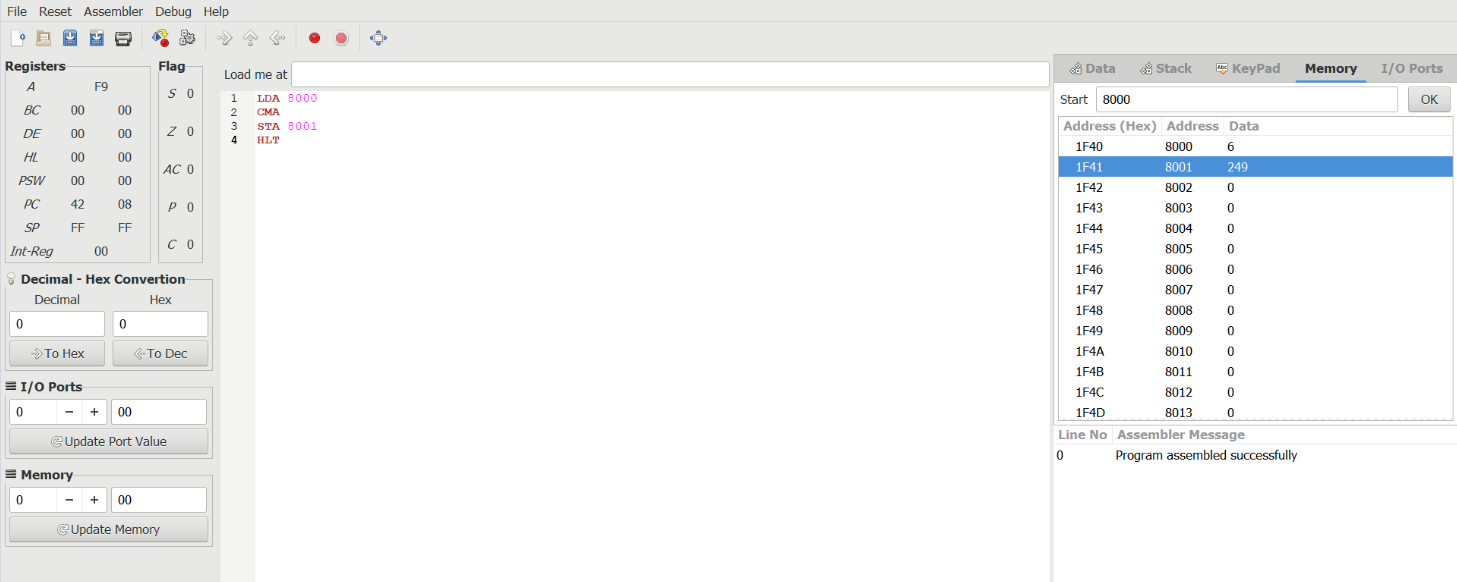 File Reset Assembler Debug Help
Registers
A F9
BC 00 00
DE 00 00
HL 00 00
PSW 00 00
PC 42 08
SP FF FF
Int-Reg 00
Flag
S 0
Z 0
AC 0
P 0
C 0
Decimal - Hex Convertion
Decimal Hex
0 0
To Hex To Dec
I/O Ports
0 − + 00
Update Port Value
Memory
0 − + 00
Update Memory
Load me at
1 LDA 8000
2 CMA
3 STA 8001
4 HLT
Data Stack Abc KeyPad Memory I/O Ports
Start 8000 OK
Address (Hex) Address Data
1F40 8000 6
1F41 8001 249
1F42 8002 0
1F43 8003 0
1F44 8004 0
1F45 8005 0
1F46 8006 0
1F47 8007 0
1F48 8008 0
1F49 8009 0
1F4A 8010 0
1F4B 8011 0
1F4C 8012 0
1F4D 8013 0
Line No Assembler Message
0 Program assembled successfully